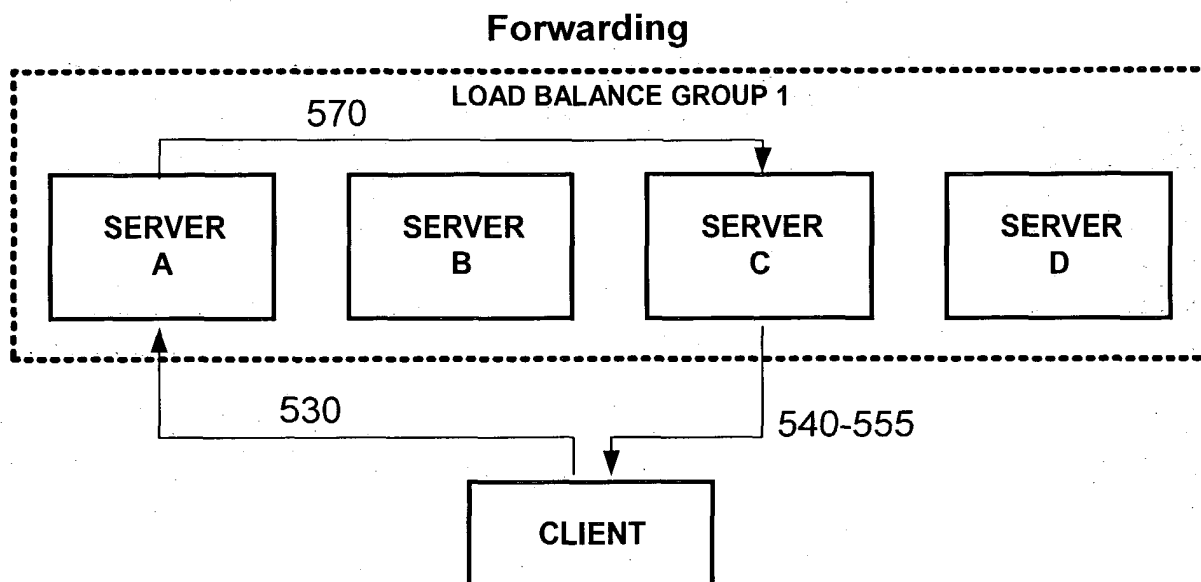 Forwarding
LOAD BALANCE GROUP 1
570
SERVER
A
SERVER
B
SERVER
C
SERVER
D
530
540-555
CLIENT